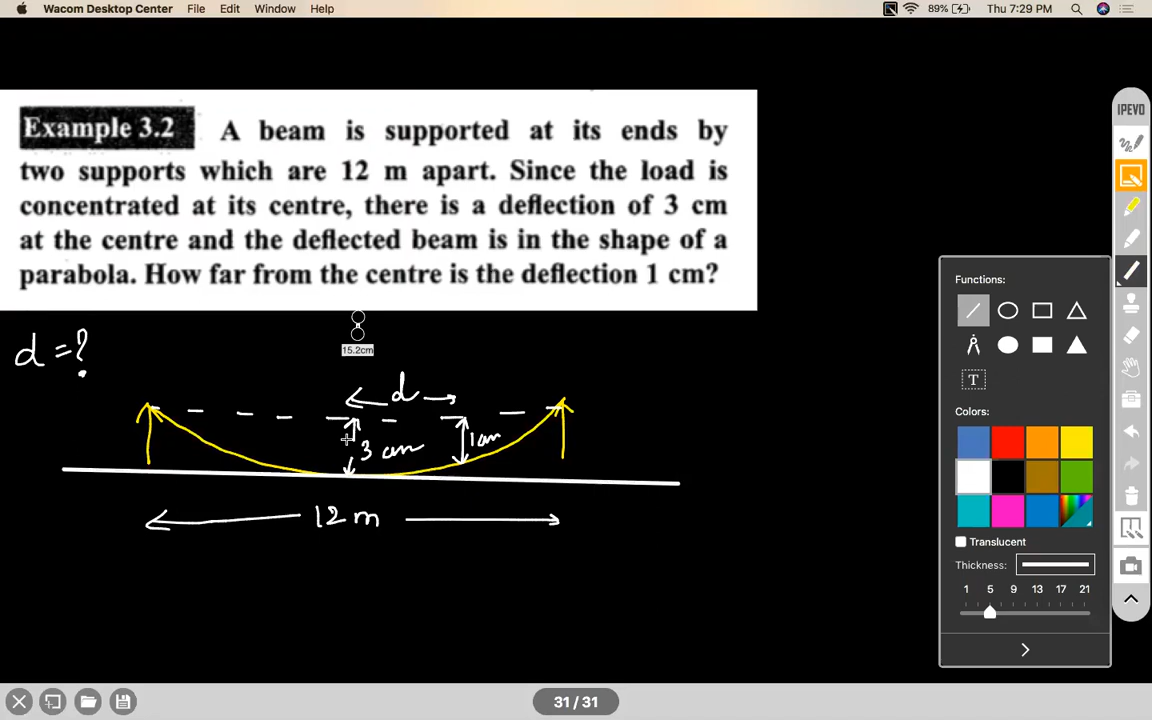 Wacom Desktop Center File Edit Window Help 89% Thu 7:29 PM
Example 3.2 A beam is supported at its ends by
two supports which are 12 m apart. Since the load is
concentrated at its centre, there is a deflection of 3 cm
at the centre and the deflected beam is in the shape of a
parabola. How far from the centre is the deflection 1 cm?
IPEVO
Functions:
T
Colors:
Translucent
Thickness:
1 5 9 13 17 21
15.2cm
d = ?
d
3 cm
1 cm
12 m
31 / 31